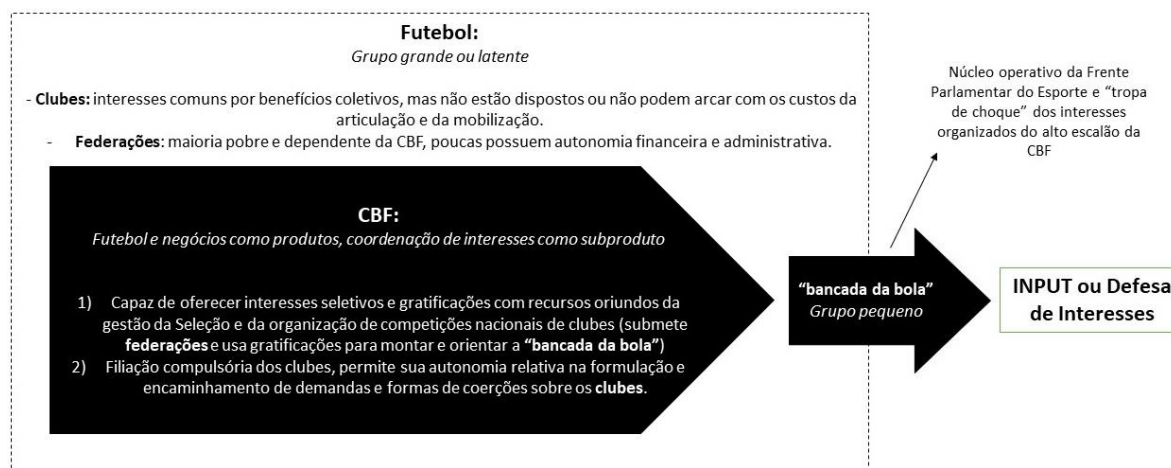 Futebol:
Grupo grande ou latente
- Clubes: interesses comuns por benefícios coletivos, mas não estão dispostos ou não podem arcar com os custos da
articulação e da mobilização.
- Federações: maioria pobre e dependente da CBF, poucas possuem autonomia financeira e administrativa.
CBF:
Futebol e negócios como produtos, coordenação de interesses como subproduto
1) Capaz de oferecer interesses seletivos e gratificações com recursos oriundos da
gestão da Seleção e da organização de competições nacionais de clubes (submete
federações e usa gratificações para montar e orientar a “bancada da bola”)
2) Filiação compulsória dos clubes, permite sua autonomia relativa na formulação e
encaminhamento de demandas e formas de coerções sobre os clubes.
“bancada da bola”
Grupo pequeno
Núcleo operativo da Frente
Parlamentar do Esporte e “tropa
de choque” dos interesses
organizados do alto escalão da
CBF
INPUT ou Defesa
de Interesses